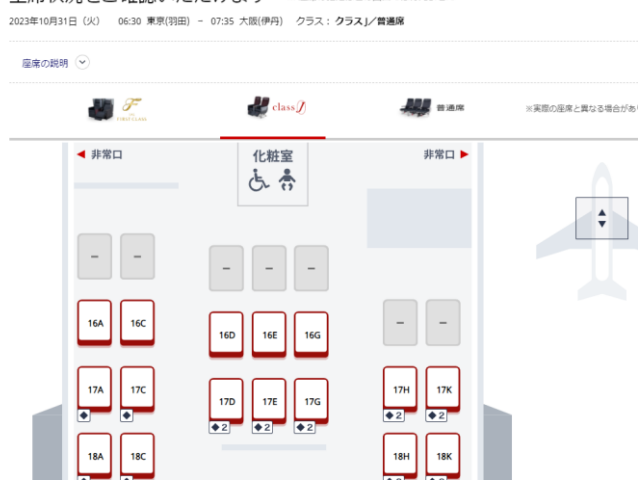 2023年10月31日（火） 06:30 東京(羽田) － 07:35 大阪(伊丹) クラス： クラスJ／普通席
座席の説明
F FIRST CLASS
class J
普通席
※実際の座席と異なる場合があ
非常口
化粧室
非常口
－ － － － －
16A 16C 16D 16E 16G － －
17A 17C 17D 17E 17G 17H 17K
◆ ◆ ◆2 ◆2 ◆2 ◆2 ◆2
18A 18C 18H 18K